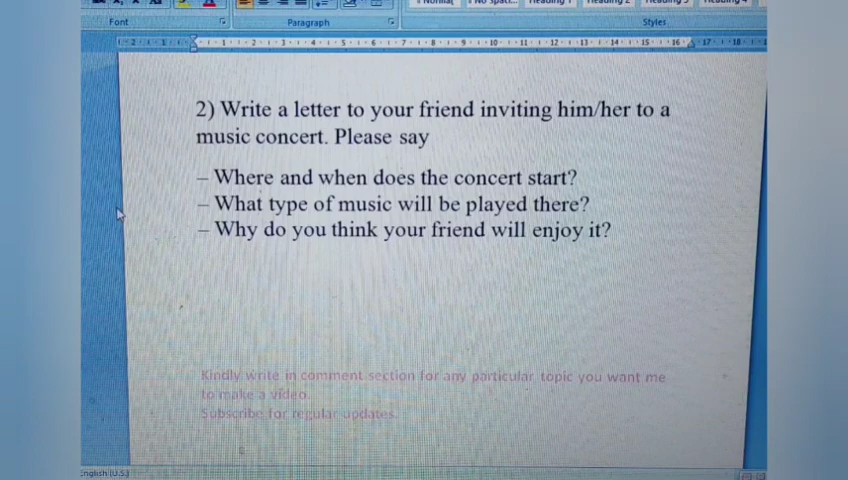 Font Paragraph Styles
2) Write a letter to your friend inviting him/her to a
music concert. Please say
– Where and when does the concert start?
– What type of music will be played there?
– Why do you think your friend will enjoy it?
Kindly write in comment section for any particular topic you want me
to make a video.
Subscribe for regular updates.
English (U.S.)